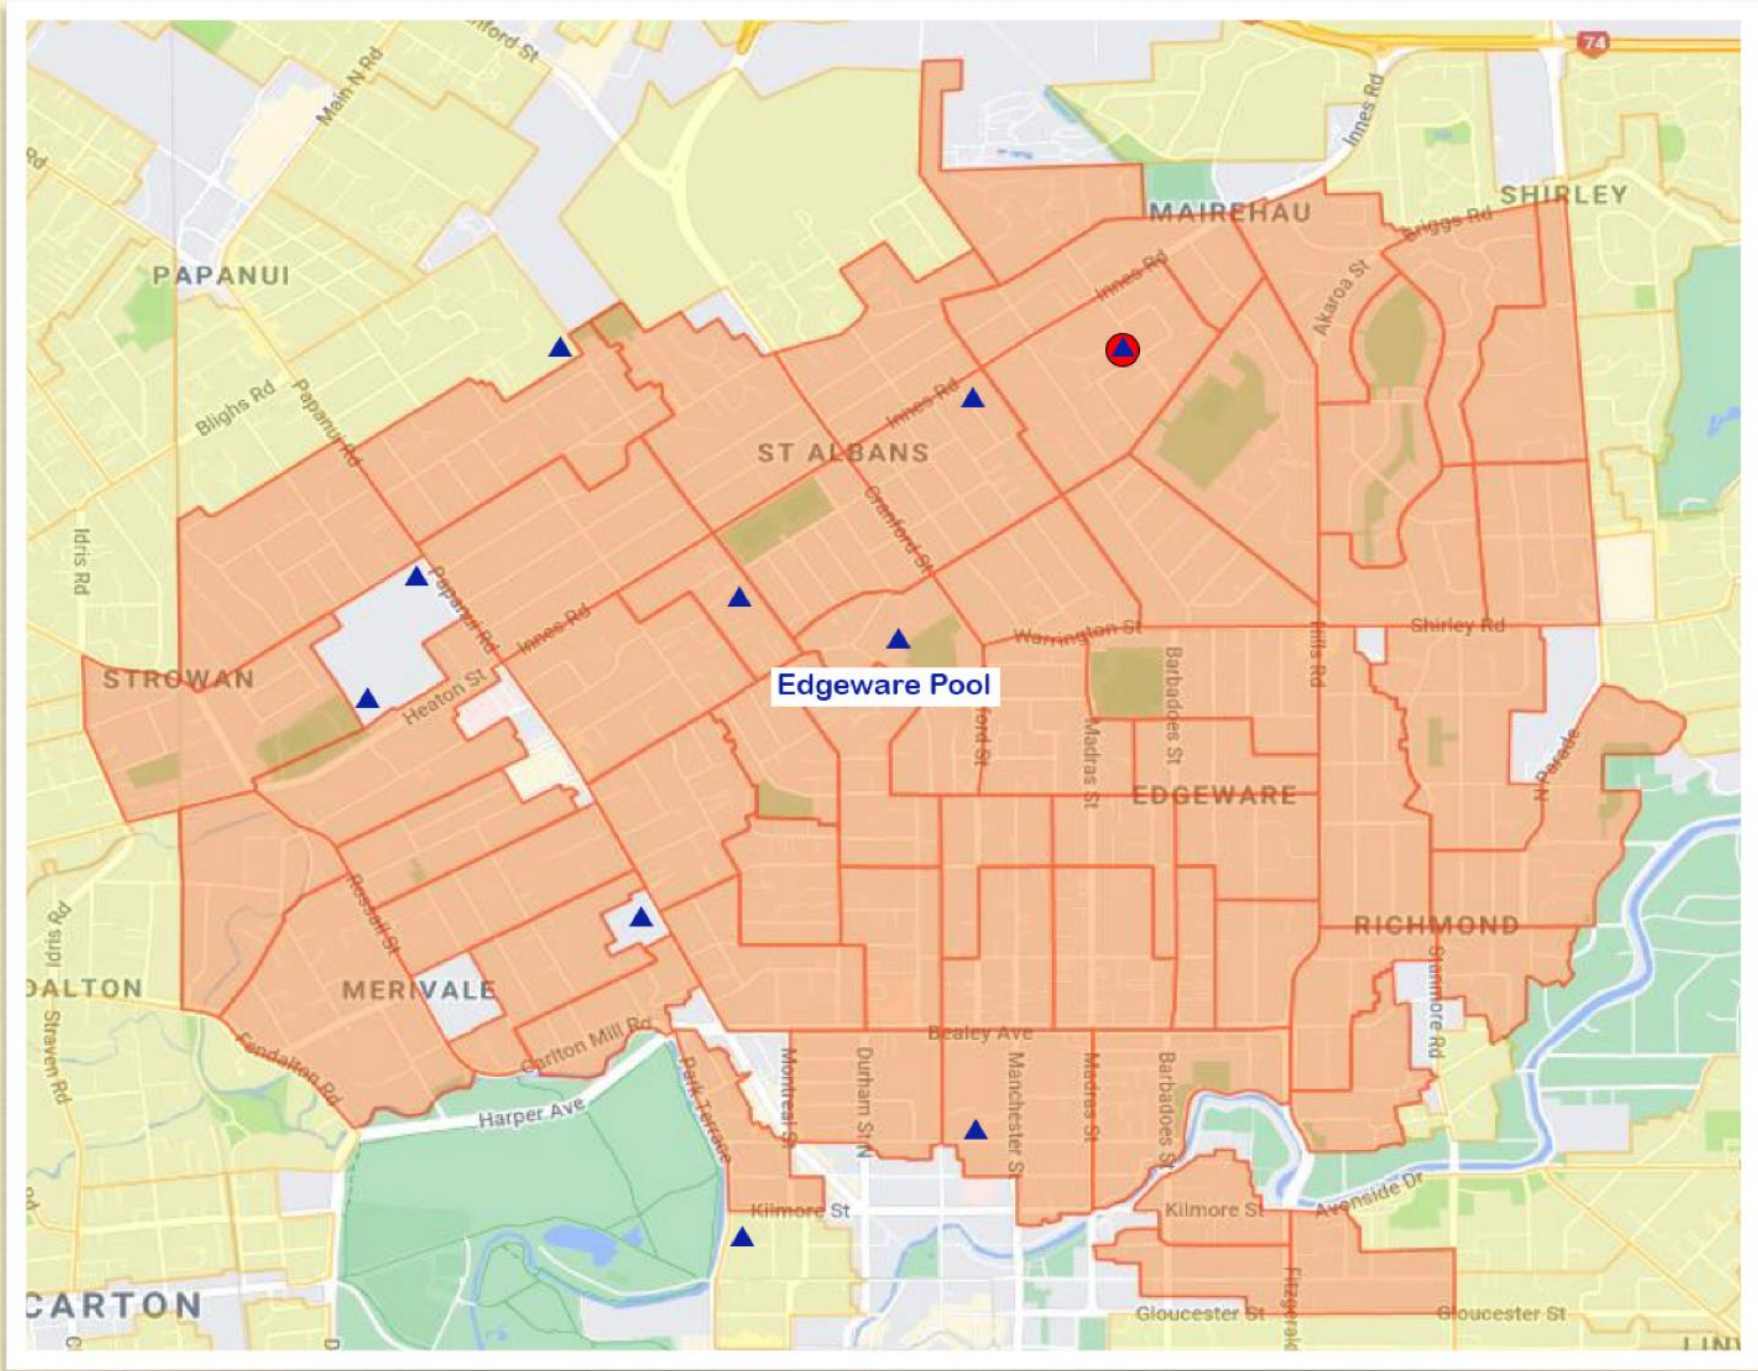 Main N Rd
74
Innes Rd
SHIRLEY
MAIREHAU
Briggs Rd
PAPANUI
Innes Rd
Akaroa St
Blighs Rd
Papanui Rd
Innes Rd
ST ALBANS
Cranford St
Idris Rd
Papanui Rd
Innes Rd
Warrington St
Shirley Rd
Hills Rd
STROWAN
Heaton St
Edgeware Pool
Barbadoes St
Madras St
ford St
N Parade
EDGEWARE
Rossall St
Idris Rd
RICHMOND
Stanmore Rd
DALTON
MERIVALE
Straven Rd
Fendalton Rd
Carlton Mill Rd
Bealey Ave
Harper Ave
Park Terrace
Montreal St
Durham St N
Manchester St
Madras St
Barbadoes St
Kilmore St
Kilmore St
Avonside Dr
CARTON
Fitzgerald
Gloucester St
Gloucester St